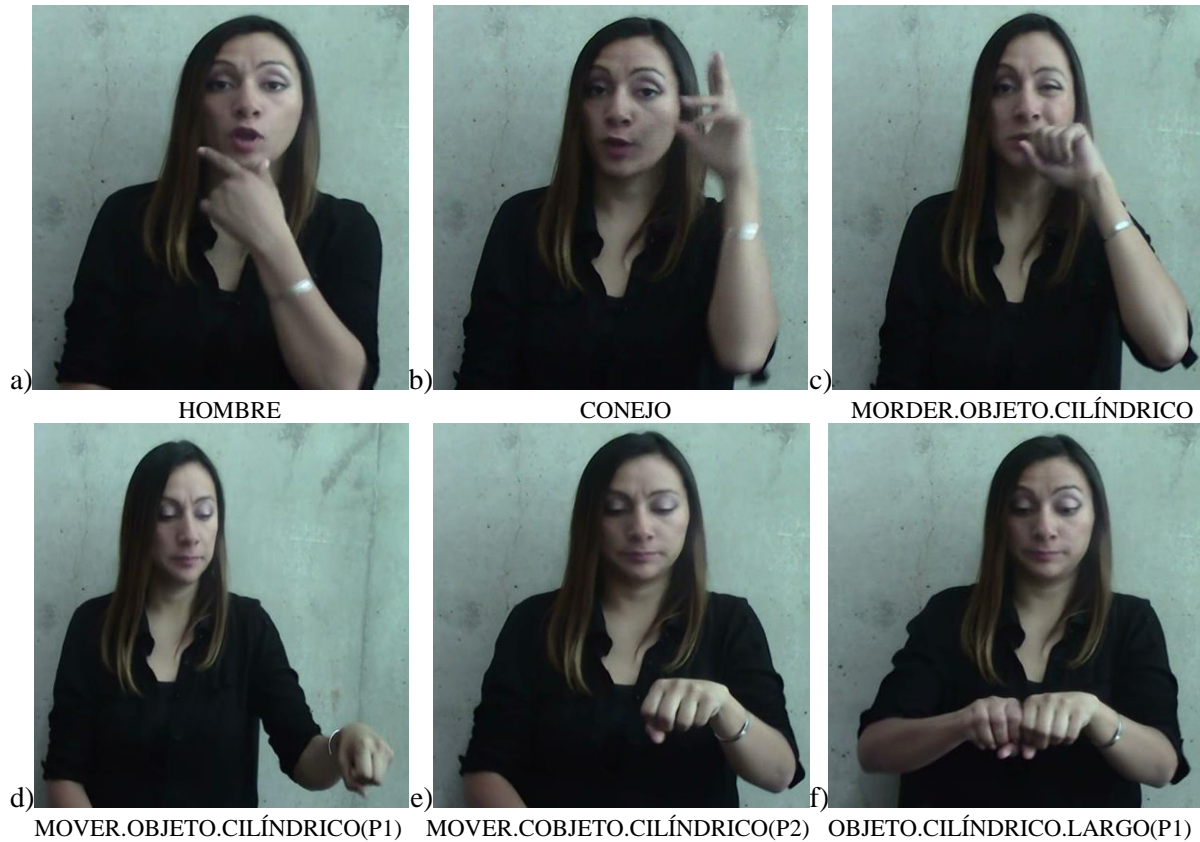 a) b) c)
HOMBRE CONEJO MORDER.OBJETO.CILÍNDRICO
d) e) f)
MOVER.OBJETO.CILÍNDRICO(P1) MOVER.COBJETO.CILÍNDRICO(P2) OBJETO.CILÍNDRICO.LARGO(P1)